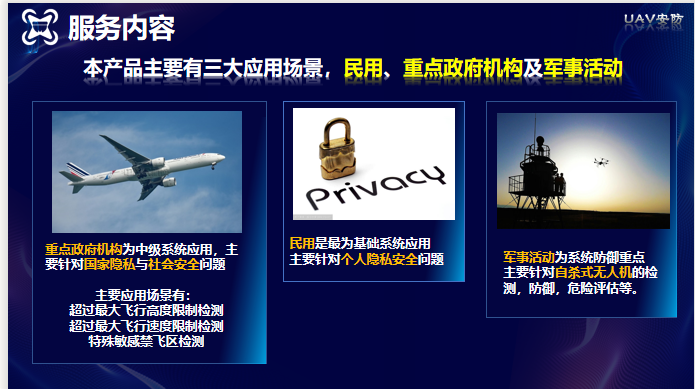 服务内容
UAV安防
本产品主要有三大应用场景，民用、重点政府机构及军事活动
重点政府机构为中级系统应用，主
要针对国家隐私与社会安全问题
主要应用场景有：
超过最大飞行高度限制检测
超过最大飞行速度限制检测
特殊敏感禁飞区检测
Privacy
民用是最为基础系统应用
主要针对个人隐私安全问题
军事活动为系统防御重点
主要针对自杀式无人机的检
测，防御，危险评估等。